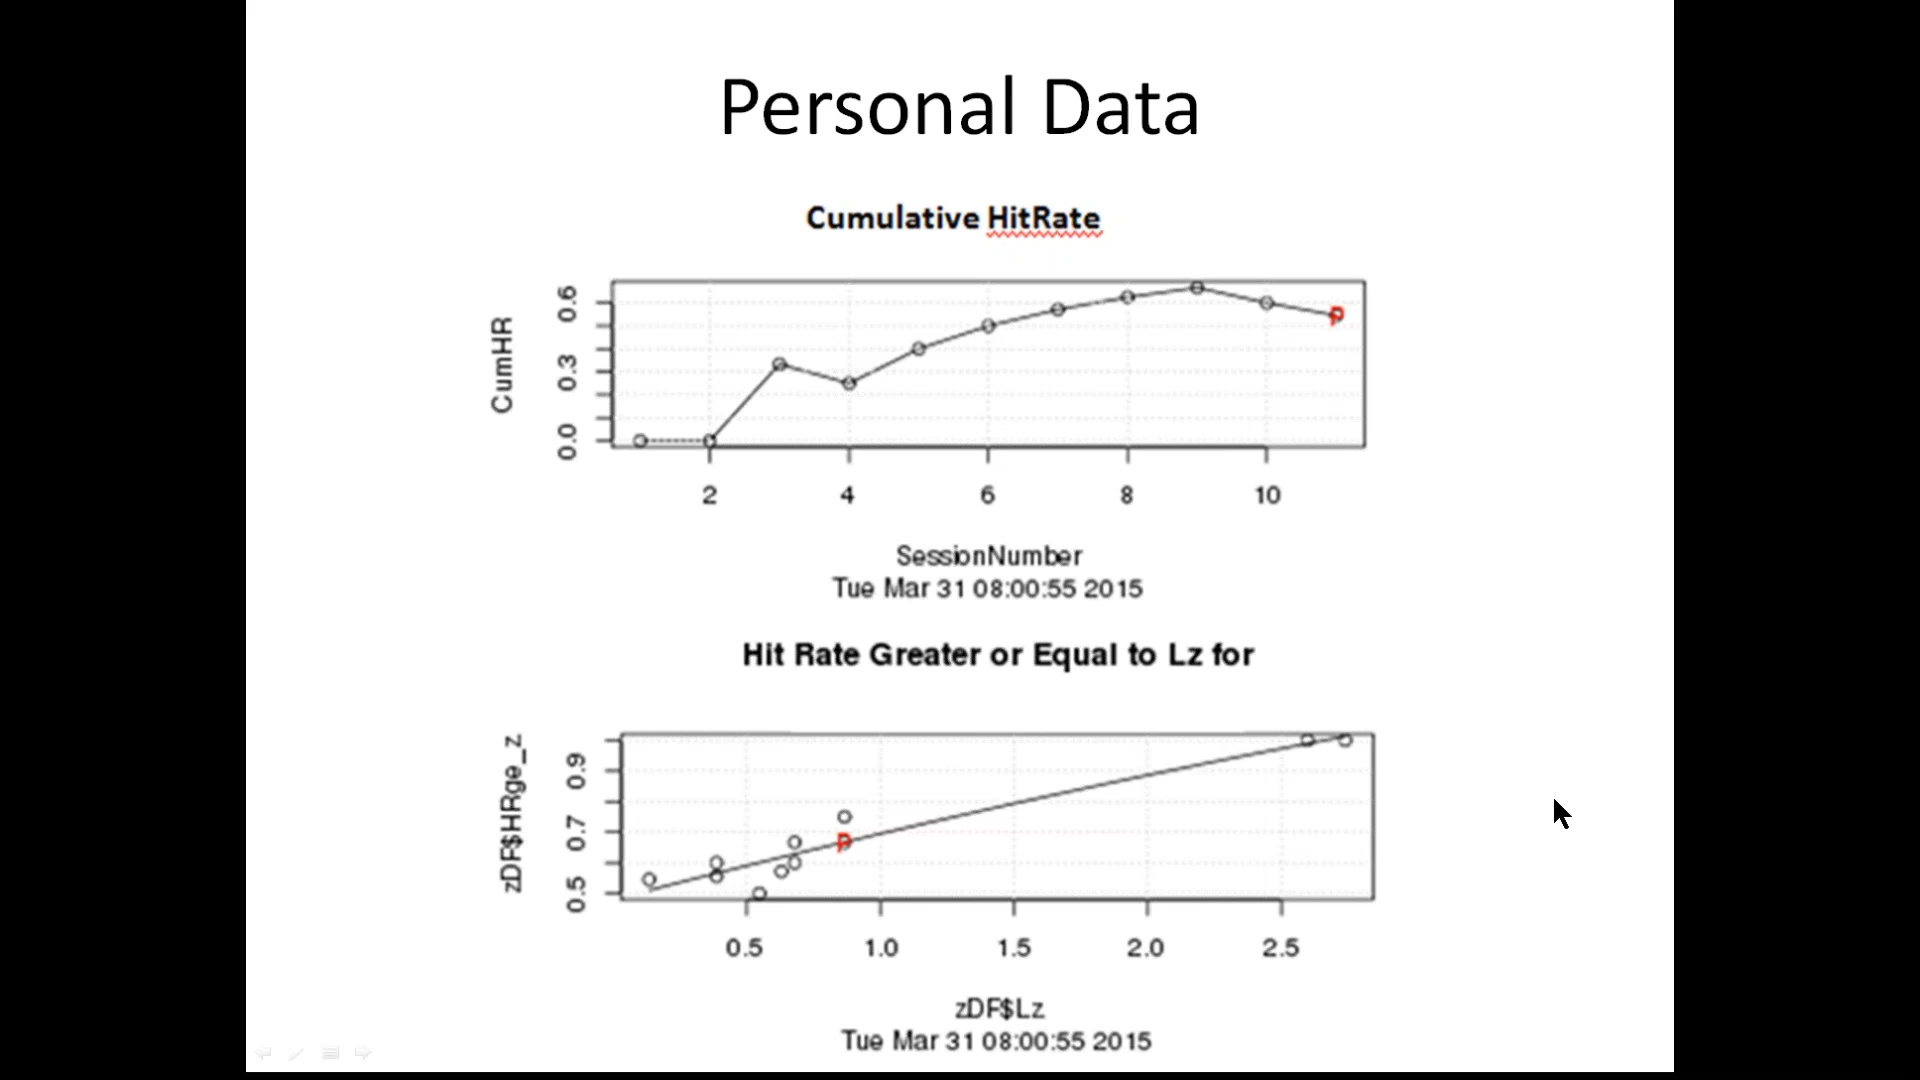 Personal Data
Cumulative HitRate
CumHR
0.6
0.3
0.0
P
2 4 6 8 10
SessionNumber
Tue Mar 31 08:00:55 2015
Hit Rate Greater or Equal to Lz for
zDF$HRge_z
0.9
0.7
0.5
P
0.5 1.0 1.5 2.0 2.5
zDF$Lz
Tue Mar 31 08:00:55 2015